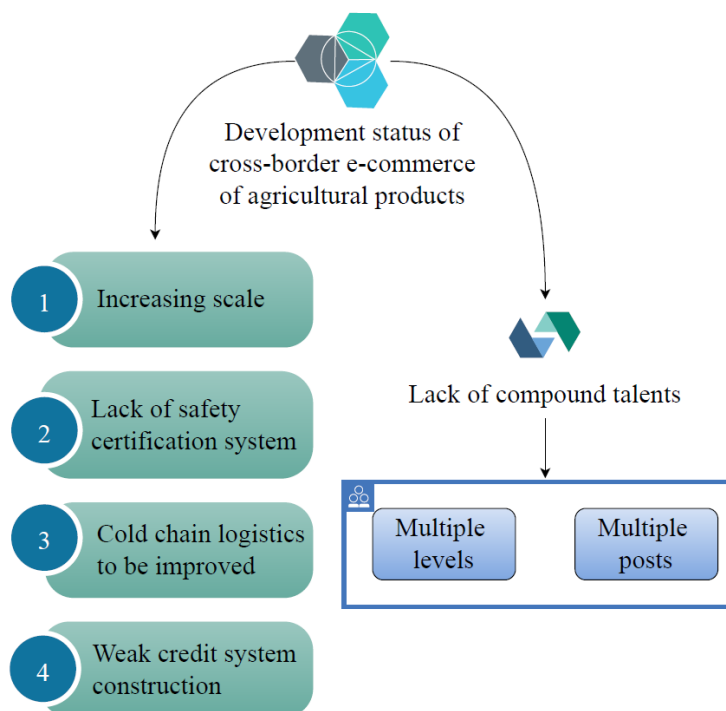 Development status of
cross-border e-commerce
of agricultural products
1
Increasing scale
2
Lack of safety
certification system
3
Cold chain logistics
to be improved
4
Weak credit system
construction
Lack of compound talents
Multiple
levels
Multiple
posts